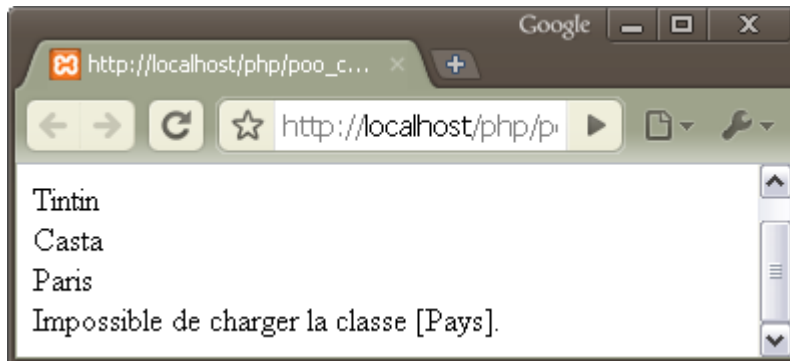 Google
http://localhost/php/poo_c...
http://localhost/php/p
Tintin
Casta
Paris
Impossible de charger la classe [Pays].